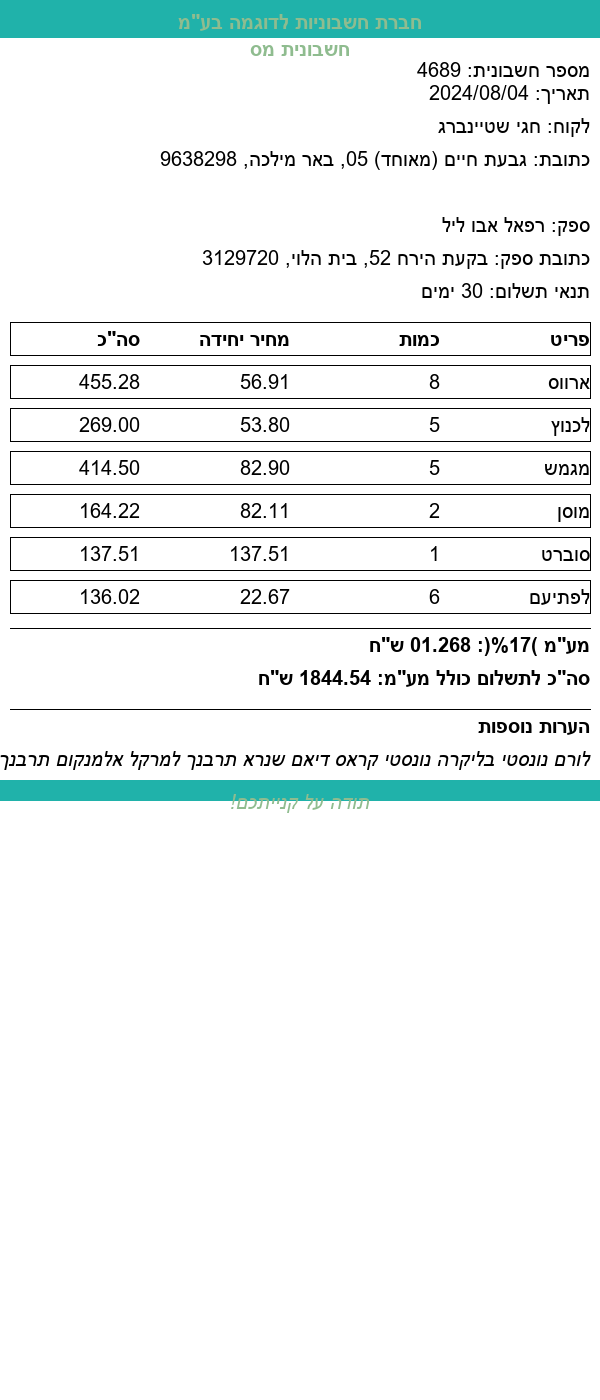 חברת חשבוניות לדוגמה בע"מ
חשבונית מס
מספר חשבונית: 4689
תאריך: 2024/08/04
לקוח: חגי שטיינברג
כתובת: גבעת חיים (מאוחד) 05, באר מילכה, 9638298
ספק: רפאל אבו ליל
כתובת ספק: בקעת הירח 52, בית הלוי, 3129720
תנאי תשלום: 30 ימים
פריט כמות מחיר יחידה סה"כ
ארווס 8 56.91 455.28
לכנוץ 5 53.80 269.00
מגמש 5 82.90 414.50
מוסן 2 82.11 164.22
סוברט 1 137.51 137.51
לפתיעם 6 22.67 136.02
מע"מ )17%(: 01.268 ש"ח
סה"כ לתשלום כולל מע"מ: 1844.54 ש"ח
הערות נוספות
לורם נונסטי בליקרה נונסטי קראס דיאם שנרא תרבנך למרקל אלמנקום תרבנך
תודה על קנייתכם!